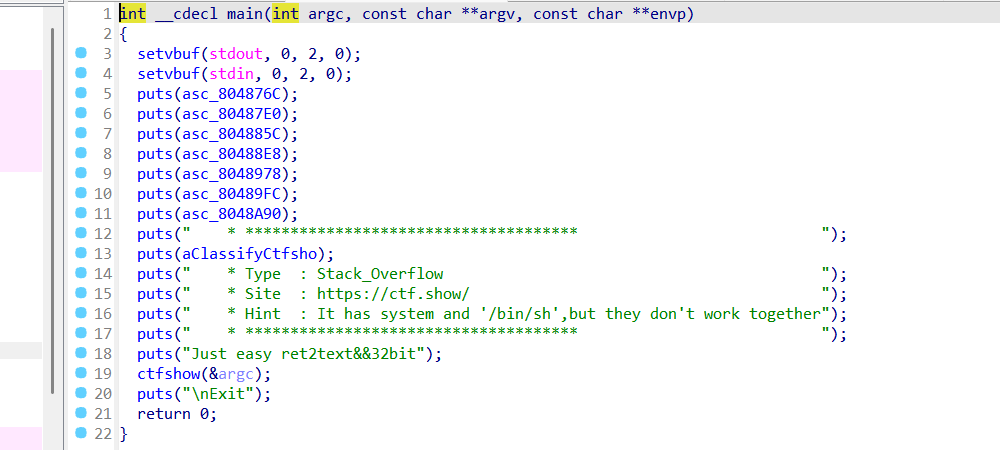 1 int __cdecl main(int argc, const char **argv, const char **envp)
2 {
3   setvbuf(stdout, 0, 2, 0);
4   setvbuf(stdin, 0, 2, 0);
5   puts(asc_804876C);
6   puts(asc_80487E0);
7   puts(asc_804885C);
8   puts(asc_80488E8);
9   puts(asc_8048978);
10   puts(asc_80489FC);
11   puts(asc_8048A90);
12   puts("    * *************************************                           ");
13   puts(aClassifyCtfsho);
14   puts("    * Type  : Stack_Overflow                                          ");
15   puts("    * Site  : https://ctf.show/                                       ");
16   puts("    * Hint  : It has system and '/bin/sh',but they don't work together");
17   puts("    * *************************************                           ");
18   puts("Just easy ret2text&&32bit");
19   ctfshow(&argc);
20   puts("\nExit");
21   return 0;
22 }